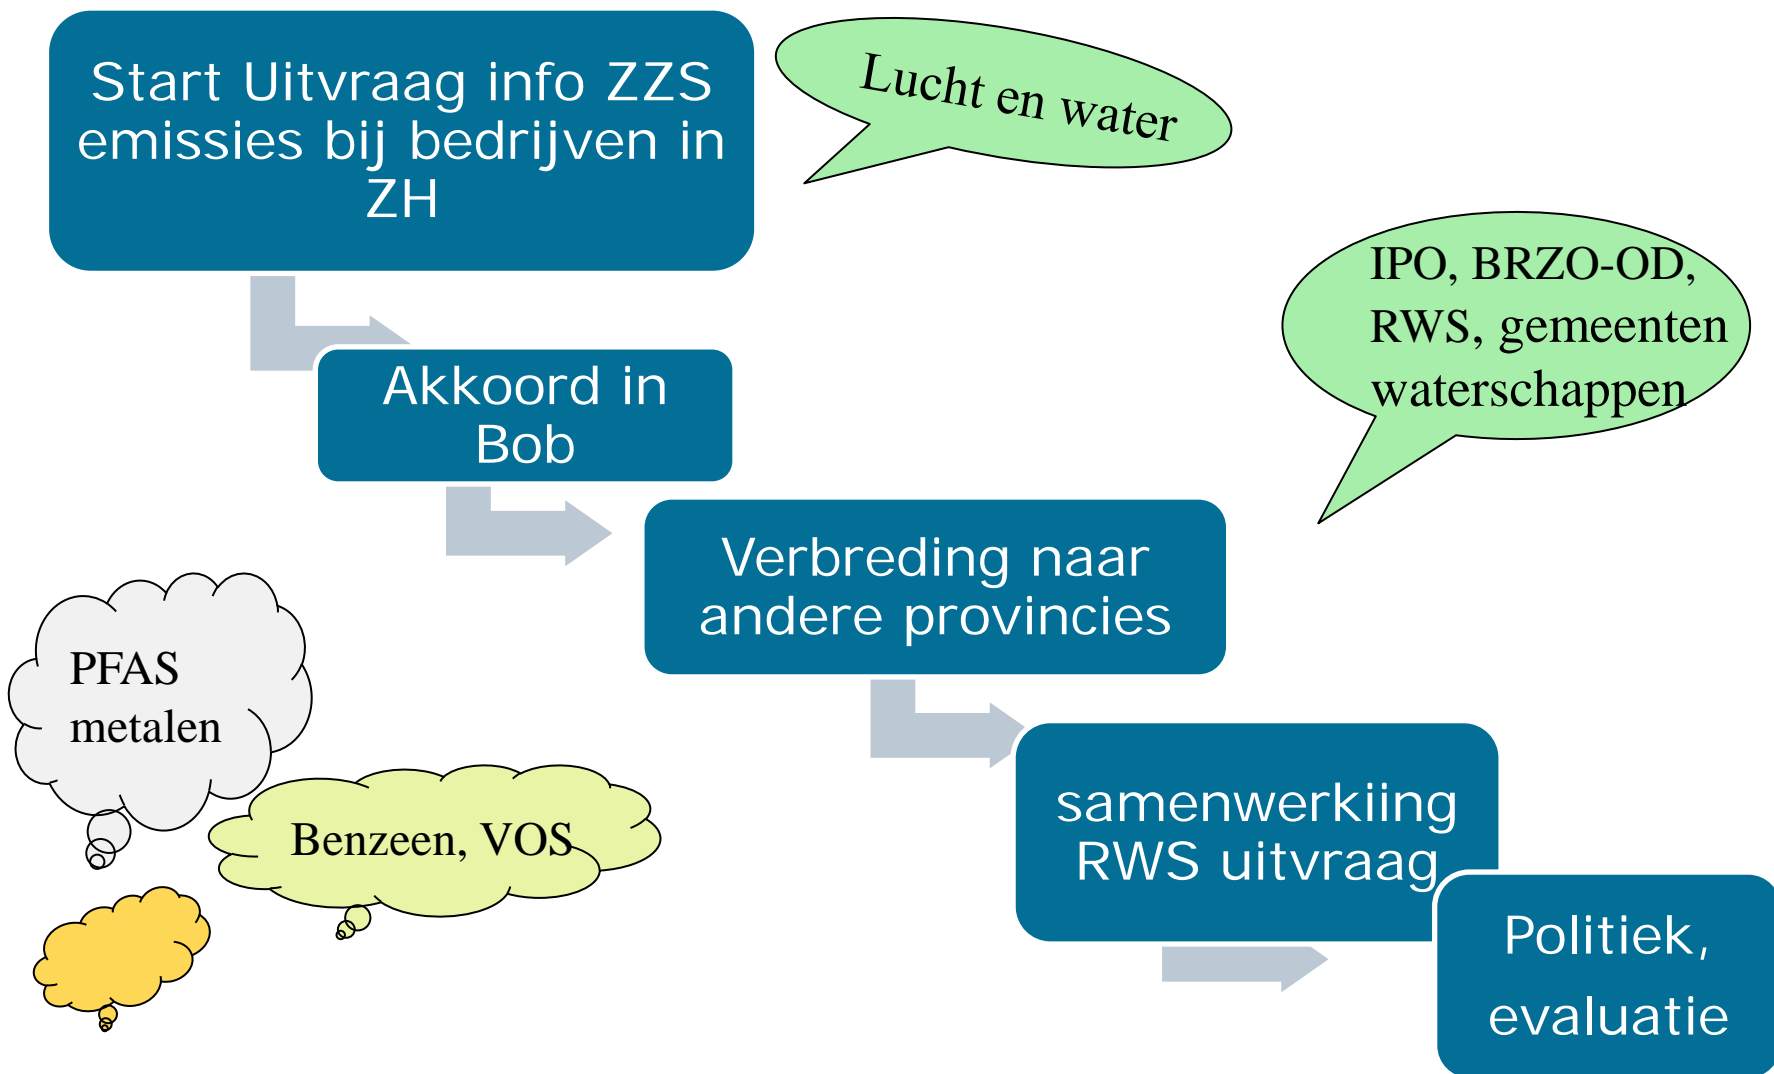 Start Uitvraag info ZZS
emissies bij bedrijven in
ZH
Lucht en water
IPO, BRZO-OD,
RWS, gemeenten
waterschappen
Akkoord in
Bob
Verbreding naar
andere provincies
PFAS
metalen
Benzeen, VOS
samenwerkiing
RWS uitvraag
Politiek,
evaluatie